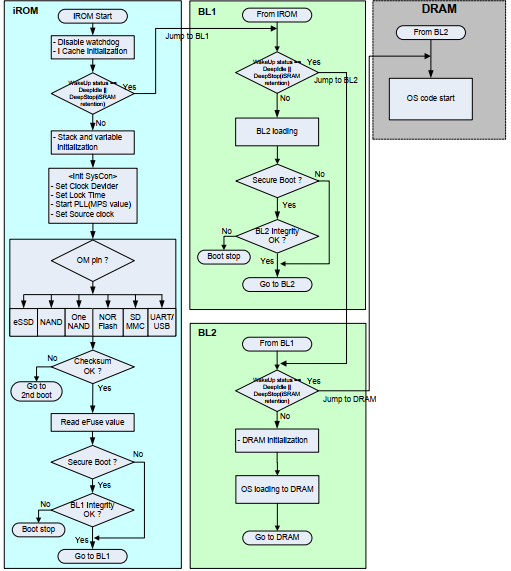 iROM
iROM Start
- Disable watchdog
- I Cache Initialization
WakeUp status ==
DeepIdle ||
DeepStop(ISRAM
retention)
Yes
Jump to BL1
No
- Stack and variable
Initialization
<Init SysCon>
- Set Clock Devider
- Set Lock Time
- Start PLL(MPS value)
- Set Source clock
OM pin ?
eSSD
NAND
One
NAND
NOR
Flash
SD
MMC
UART/
USB
Checksum
OK ?
No
Go to
2nd boot
Yes
Read eFuse value
Secure Boot ?
No
Yes
BL1 Integrity
OK ?
No
Boot stop
Yes
Go to BL1
BL1
From IROM
WakeUp status ==
DeepIdle ||
DeepStop(ISRAM
retention)
Yes
Jump to BL2
No
BL2 loading
Secure Boot ?
No
Yes
BL2 Integrity
OK ?
No
Boot stop
Yes
Go to BL2
BL2
From BL1
WakeUp status ==
DeepIdle ||
DeepStop(ISRAM
retention)
Yes
Jump to DRAM
No
- DRAM Initialization
OS loading to DRAM
Go to DRAM
DRAM
From BL2
OS code start